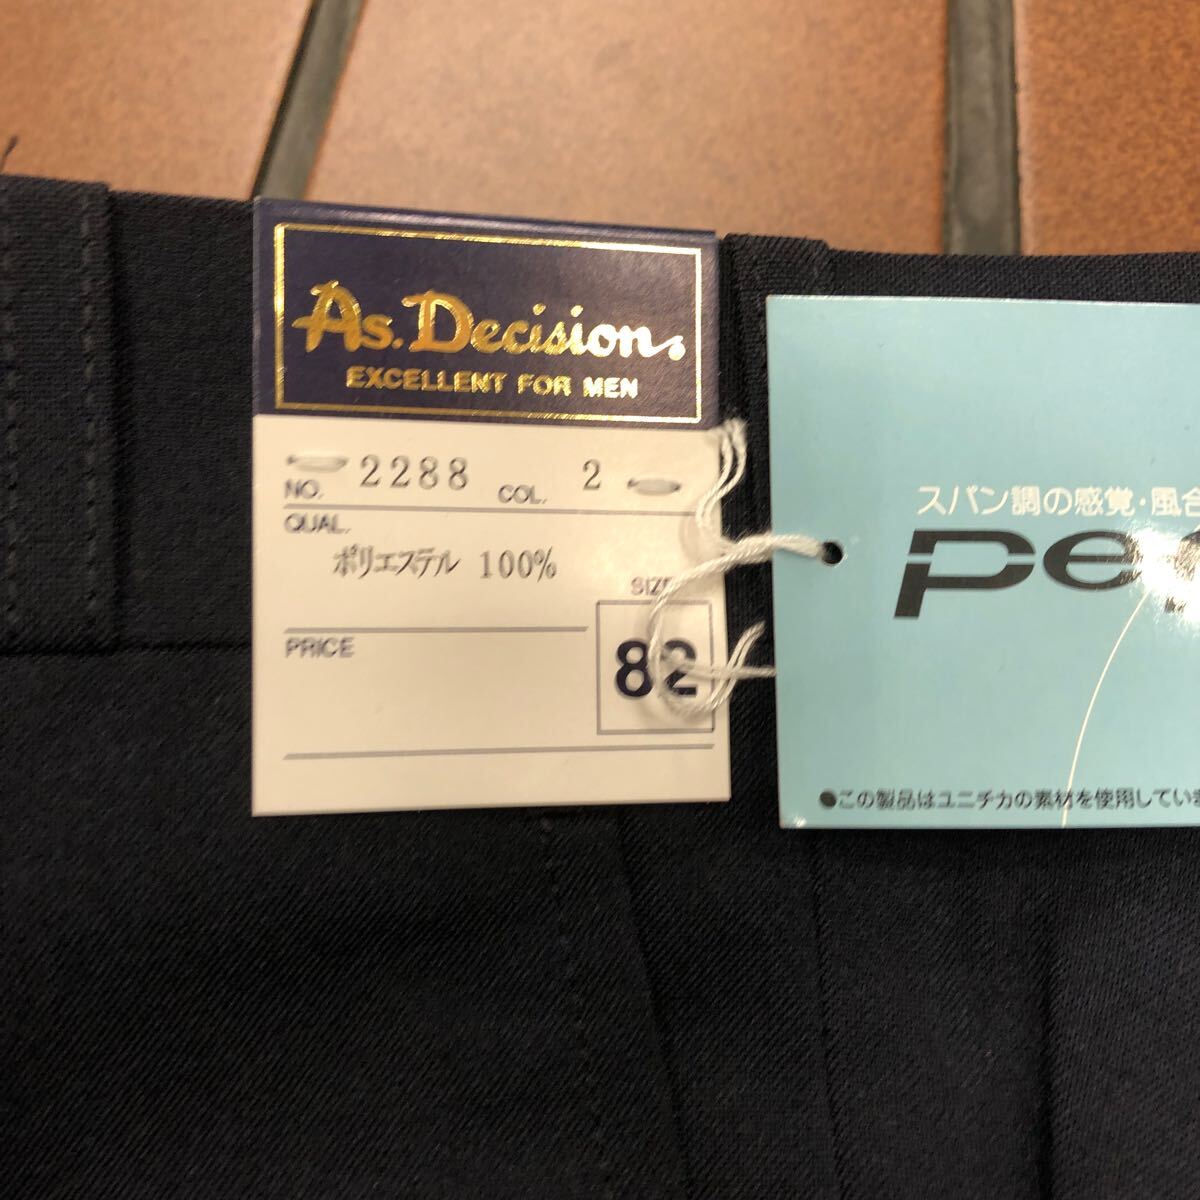 As. Decision.
EXCELLENT FOR MEN
NO. 2288 COL. 2
QUAL.
ポリエステル 100%
SIZE
82
PRICE
スパン調の感覚・風合
●この製品はユニチカの素材を使用していま